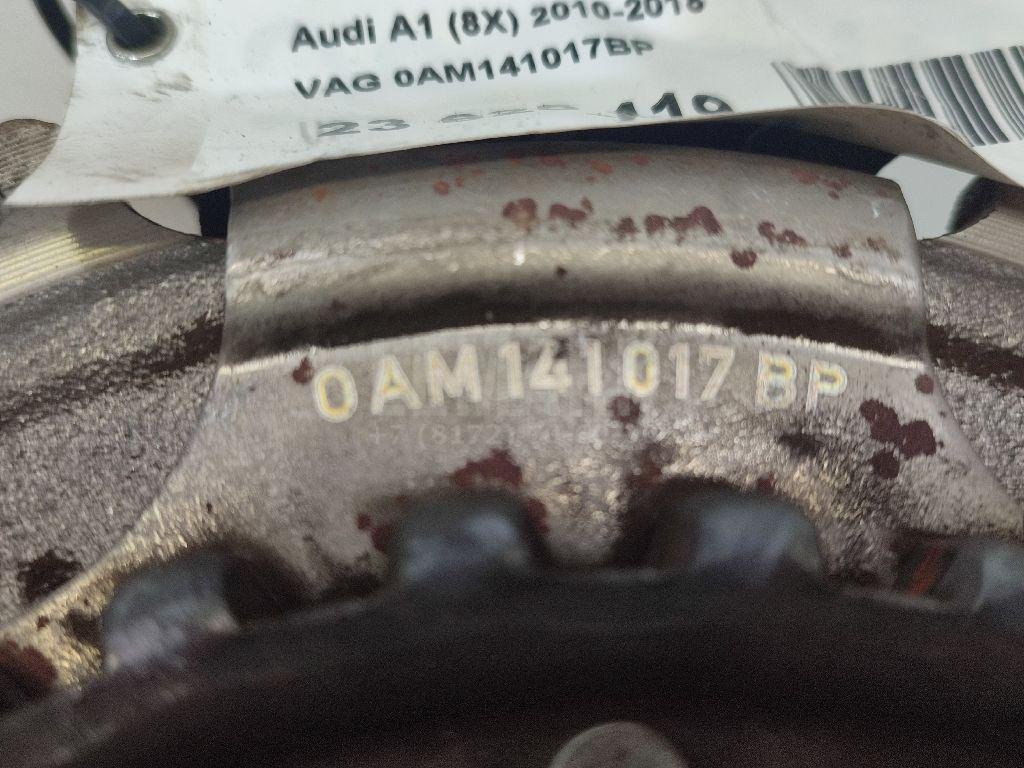 Audi A1 (8X) 2010-2018
VAG 0AM141017BP
0AM141017BP